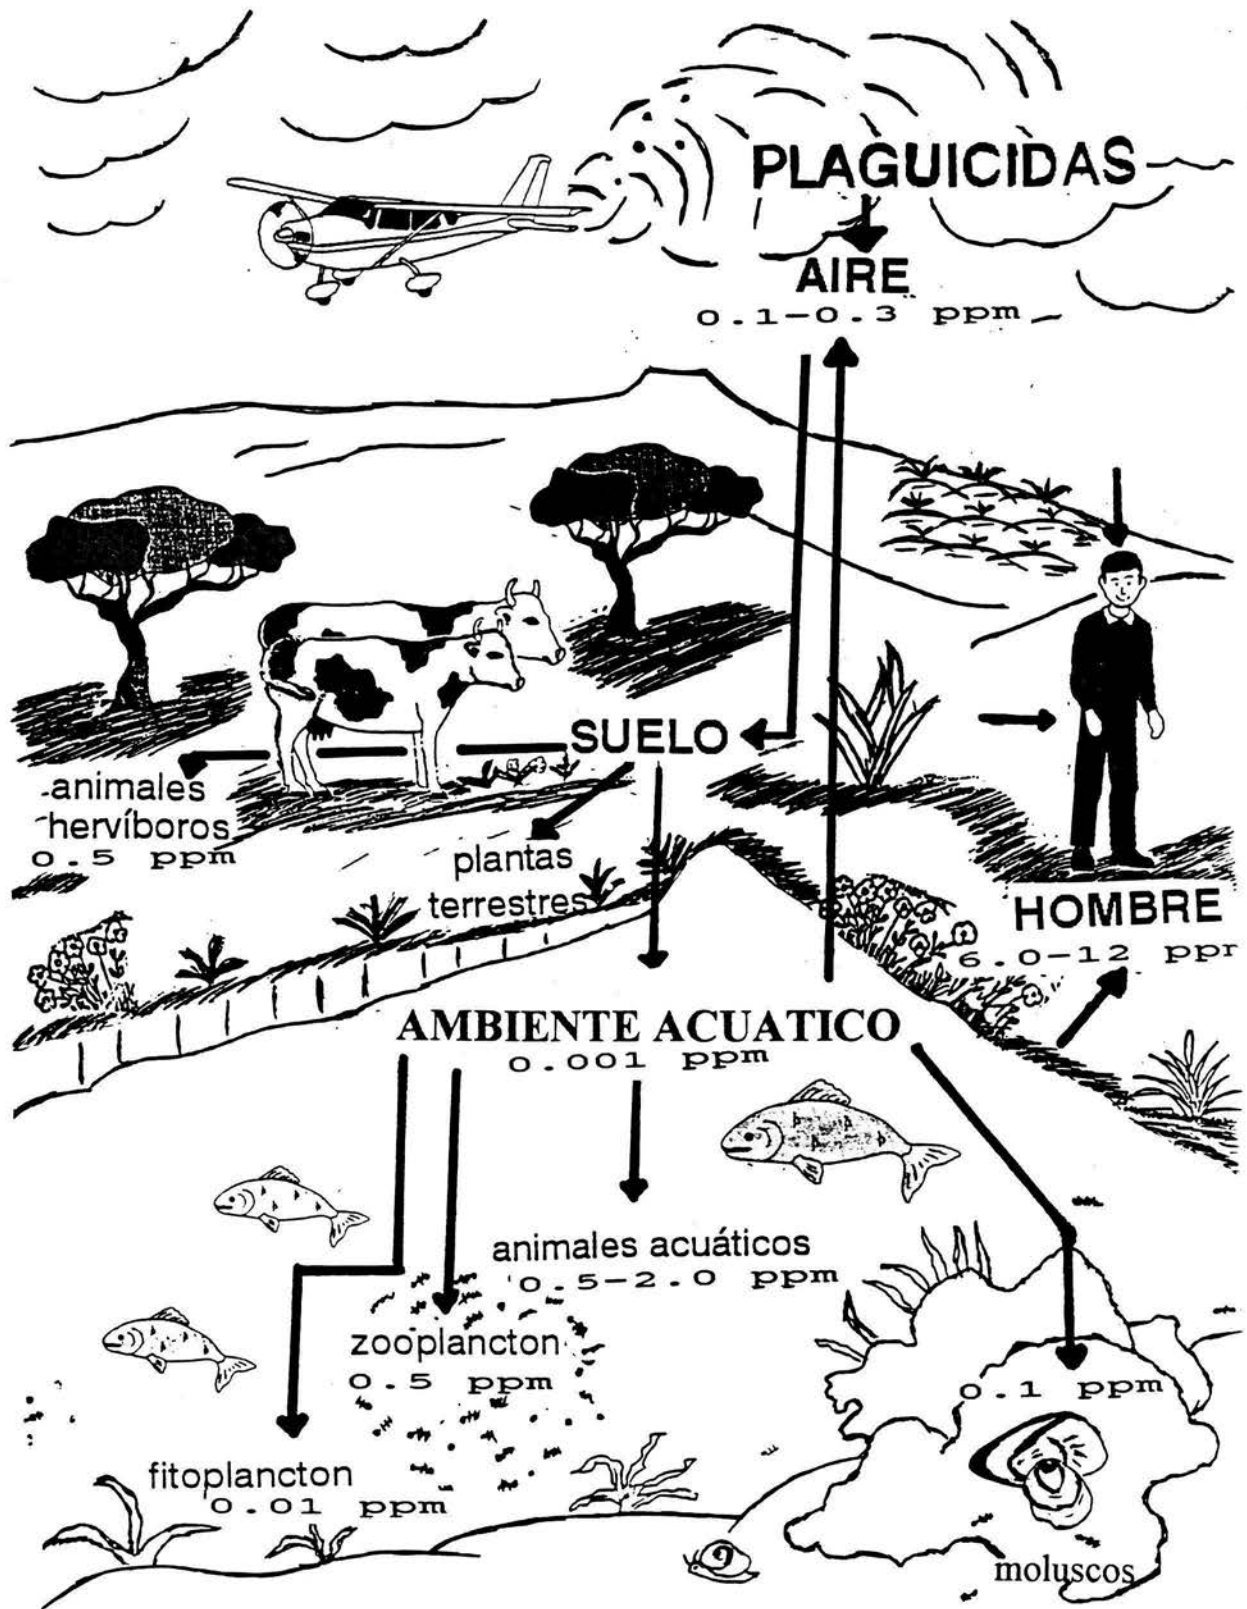 PLAGUICIDAS
AIRE
0.1-0.3 ppm
SUELO
animales
hervíboros
0.5 ppm
plantas
terrestres
HOMBRE
6.0-12 ppr
AMBIENTE ACUATICO
0.001 ppm
animales acuáticos
0.5-2.0 ppm
zooplancton
0.5 ppm
0.1 ppm
fitoplancton
0.01 ppm
moluscos